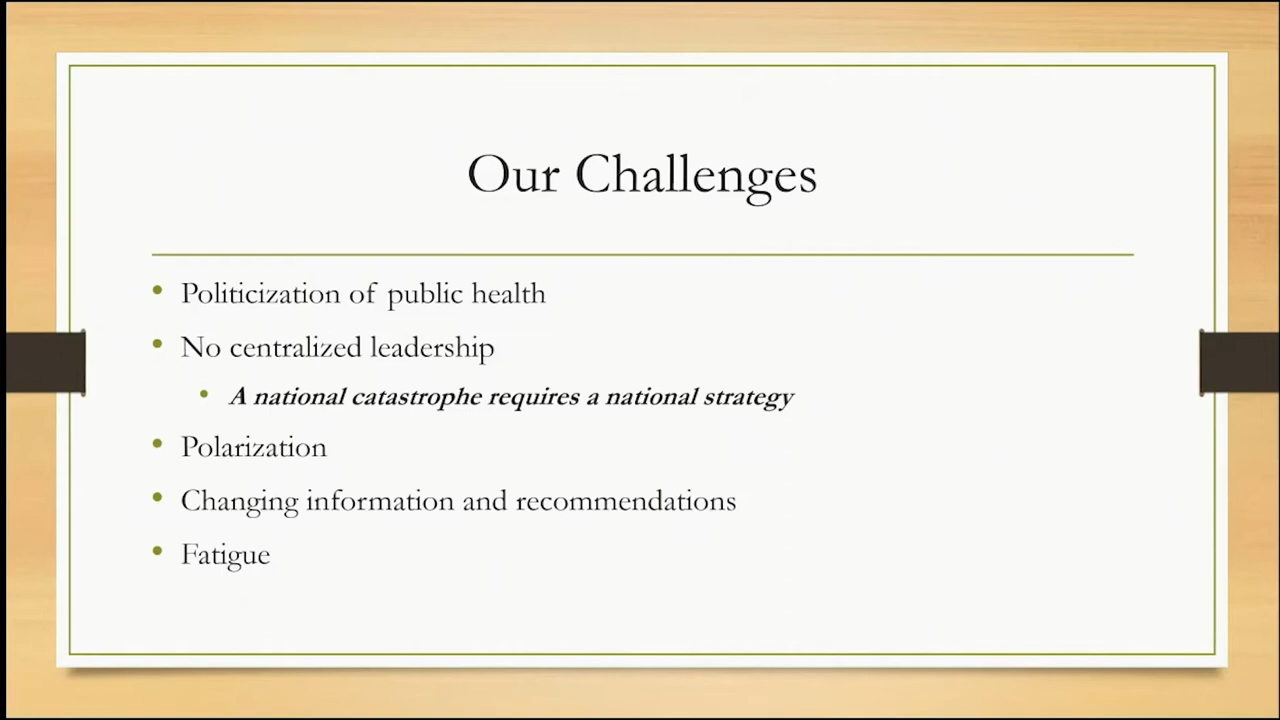 Our Challenges
• Politicization of public health
• No centralized leadership
• A national catastrophe requires a national strategy
• Polarization
• Changing information and recommendations
• Fatigue